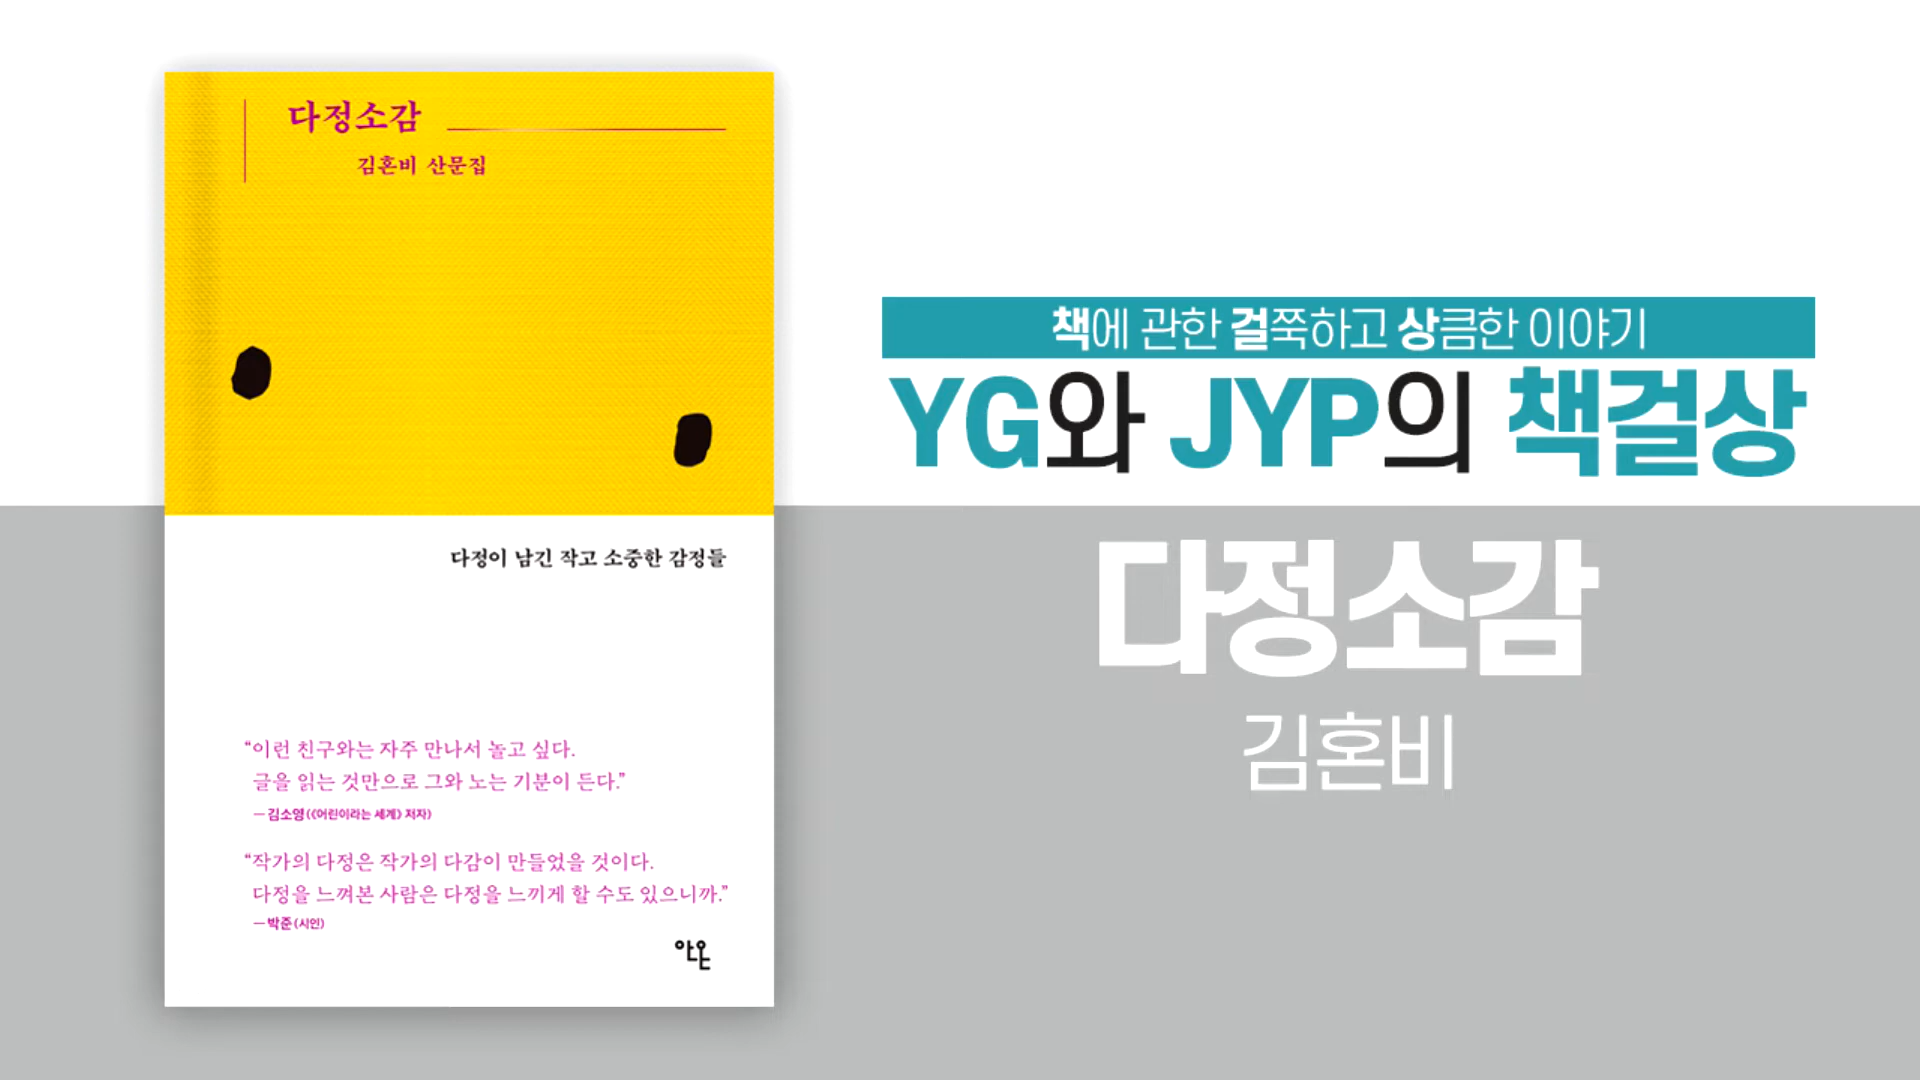 다정소감
김혼비 산문집
다정이 남긴 작고 소중한 감정들
“이런 친구와는 자주 만나서 놀고 싶다.
글을 읽는 것만으로 그와 노는 기분이 든다.”
— 김소영 (《어린이라는 세계》 저자)
“작가의 다정은 작가의 다감이 만들었을 것이다.
다정을 느껴본 사람은 다정을 느끼게 할 수도 있으니까.”
— 박준 (시인)
안온
책에 관한 걸쭉하고 상큼한 이야기
YG와 JYP의 책걸상
다정소감
김혼비